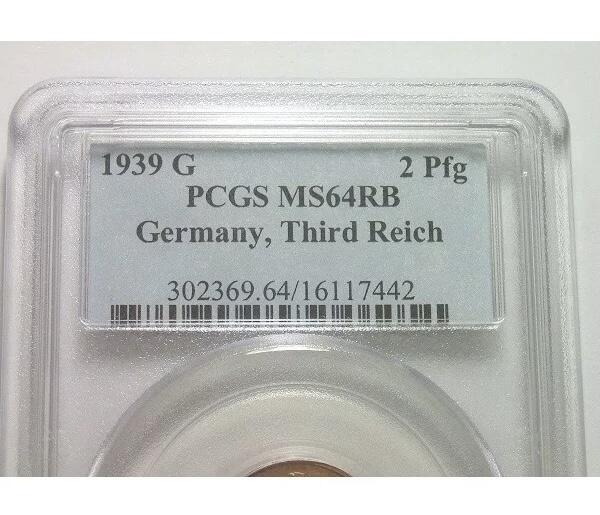 1939 G 2 Pfg
PCGS MS64RB
Germany, Third Reich
302369.64/16117442